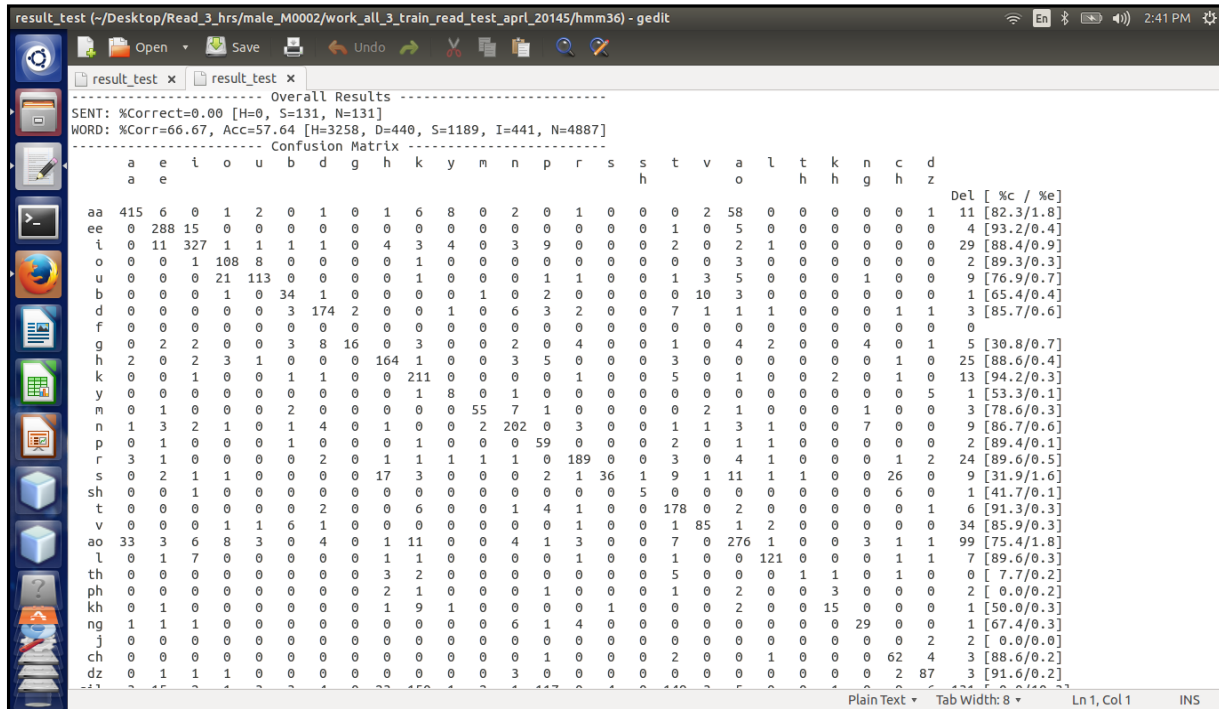 result_test (~/Desktop/Read_3_hrs/male_M0002/work_all_3_train_read_test_aprl_20145/hmm36) - gedit En 2:41 PM
Open Save Undo
result_test × result_test ×
------------------------ Overall Results --------------------------
SENT: %Correct=0.00 [H=0, S=131, N=131]
WORD: %Corr=66.67, Acc=57.64 [H=3258, D=440, S=1189, I=441, N=4887]
------------------------ Confusion Matrix -------------------------
a e i o u b d g h k y m n p r s s t v a l t k n c d
a e h o h h g h z
Del [ %c / %e]
aa 415 6 0 1 2 0 1 0 1 6 8 0 2 0 1 0 0 0 2 58 0 0 0 0 0 1 11 [82.3/1.8]
ee 0 288 15 0 0 0 0 0 0 0 0 0 0 0 0 0 0 1 0 5 0 0 0 0 0 0 4 [93.2/0.4]
i 0 11 327 1 1 1 1 0 4 3 4 0 3 9 0 0 0 2 0 2 1 0 0 0 0 0 29 [88.4/0.9]
o 0 0 1 108 8 0 0 0 0 1 0 0 0 0 0 0 0 0 0 3 0 0 0 0 0 0 2 [89.3/0.3]
u 0 0 0 21 113 0 0 0 0 1 0 0 0 1 1 0 0 1 3 5 0 0 0 1 0 0 9 [76.9/0.7]
b 0 0 0 1 0 34 1 0 0 0 0 1 0 2 0 0 0 0 10 3 0 0 0 0 0 0 1 [65.4/0.4]
d 0 0 0 0 0 3 174 2 0 0 1 0 6 3 2 0 0 7 1 1 1 0 0 0 1 1 3 [85.7/0.6]
f 0 0 0 0 0 0 0 0 0 0 0 0 0 0 0 0 0 0 0 0 0 0 0 0 0 0 0
g 0 2 2 0 0 3 8 16 0 3 0 0 2 0 4 0 0 1 0 4 2 0 0 4 0 1 5 [30.8/0.7]
h 2 0 2 3 1 0 0 0 164 1 0 0 3 5 0 0 0 3 0 0 0 0 0 0 1 0 25 [88.6/0.4]
k 0 0 1 0 0 1 1 0 0 211 0 0 0 0 1 0 0 5 0 1 0 0 2 0 1 0 13 [94.2/0.3]
y 0 0 0 0 0 0 0 0 0 1 8 0 1 0 0 0 0 0 0 0 0 0 0 0 0 5 1 [53.3/0.1]
m 0 1 0 0 0 2 0 0 0 0 0 55 7 1 0 0 0 0 2 1 0 0 0 1 0 0 3 [78.6/0.3]
n 1 3 2 1 0 1 4 0 1 0 0 2 202 0 3 0 0 1 1 3 1 0 0 7 0 0 9 [86.7/0.6]
p 0 1 0 0 0 1 0 0 0 1 0 0 0 59 0 0 0 2 0 1 1 0 0 0 0 0 2 [89.4/0.1]
r 3 1 0 0 0 0 2 0 1 1 1 1 1 0 189 0 0 3 0 4 1 0 0 0 1 2 24 [89.6/0.5]
s 0 2 1 1 0 0 0 0 17 3 0 0 0 2 1 36 1 9 1 11 1 1 0 0 26 0 9 [31.9/1.6]
sh 0 0 1 0 0 0 0 0 0 0 0 0 0 0 0 0 5 0 0 0 0 0 0 0 6 0 1 [41.7/0.1]
t 0 0 0 0 0 0 2 0 0 6 0 0 1 4 1 0 0 178 0 2 0 0 0 0 0 1 6 [91.3/0.3]
v 0 0 0 1 1 6 1 0 0 0 0 0 0 0 1 0 0 1 85 1 2 0 0 0 0 0 34 [85.9/0.3]
ao 33 3 6 8 3 0 4 0 1 11 0 0 4 1 3 0 0 7 0 276 1 0 0 3 1 1 99 [75.4/1.8]
l 0 1 7 0 0 0 0 0 1 1 0 0 0 0 1 0 0 1 0 0 121 0 0 0 1 1 7 [89.6/0.3]
th 0 0 0 0 0 0 0 0 3 2 0 0 0 0 0 0 0 5 0 0 0 1 1 0 1 0 0 [ 7.7/0.2]
ph 0 0 0 0 0 0 0 0 2 1 0 0 0 1 0 0 0 1 0 2 0 0 3 0 0 0 2 [ 0.0/0.2]
kh 0 1 0 0 0 0 0 0 1 9 1 0 0 0 0 1 0 0 0 2 0 0 15 0 0 0 1 [50.0/0.3]
ng 1 1 1 0 0 0 0 0 0 0 0 0 6 1 4 0 0 0 0 0 0 0 0 29 0 0 1 [67.4/0.3]
j 0 0 0 0 0 0 0 0 0 0 0 0 0 0 0 0 0 0 0 0 0 0 0 0 0 2 2 [ 0.0/0.0]
ch 0 0 0 0 0 0 0 0 0 0 0 0 0 1 0 0 0 2 0 0 1 0 0 0 62 4 3 [88.6/0.2]
dz 0 1 1 1 0 0 0 0 0 0 0 0 3 0 0 0 0 0 0 0 0 0 0 0 2 87 3 [91.6/0.2]
Plain Text Tab Width: 8 Ln 1, Col 1 INS